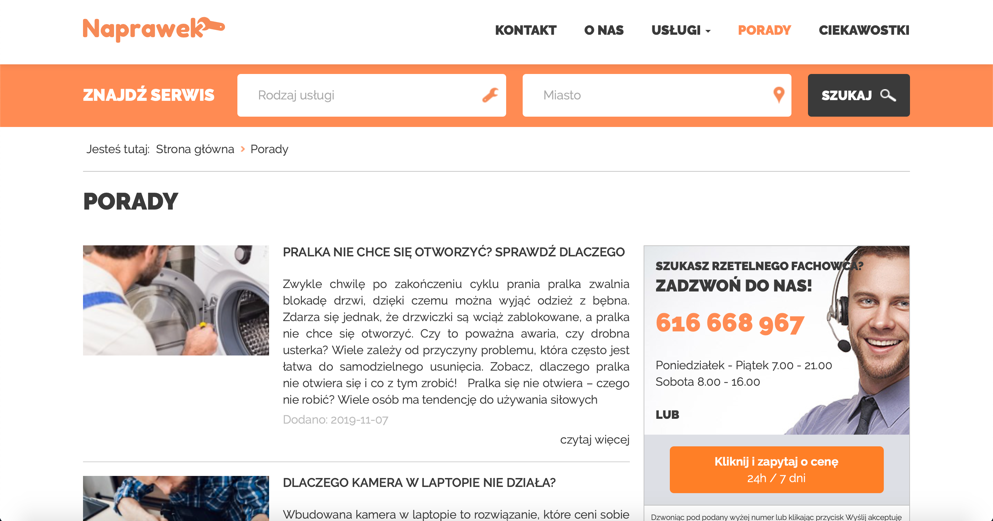 Naprawek
KONTAKT O NAS USŁUGI PORADY CIEKAWOSTKI
ZNAJDŹ SERWIS Rodzaj usługi Miasto SZUKAJ
Jesteś tutaj: Strona główna › Porady
PORADY
PRALKA NIE CHCE SIĘ OTWORZYĆ? SPRAWDŹ DLACZEGO
Zwykle chwilę po zakończeniu cyklu prania pralka zwalnia
blokadę drzwi, dzięki czemu można wyjąć odzież z bębna.
Zdarza się jednak, że drzwiczki są wciąż zablokowane, a pralka
nie chce się otworzyć. Czy to poważna awaria, czy drobna
usterka? Wiele zależy od przyczyny problemu, która często jest
łatwa do samodzielnego usunięcia. Zobacz, dlaczego pralka
nie otwiera się i co z tym zrobić! Pralka się nie otwiera – czego
nie robić? Wiele osób ma tendencję do używania siłowych
Dodano: 2019-11-07
czytaj więcej
DLACZEGO KAMERA W LAPTOPIE NIE DZIAŁA?
Wbudowana kamera w laptopie to rozwiązanie, które ceni sobie
SZUKASZ RZETELNEGO FACHOWCA?
ZADZWOŃ DO NAS!
616 668 967
Poniedziałek - Piątek 7.00 - 21.00
Sobota 8.00 - 16.00
LUB
Kliknij i zapytaj o cenę
24h / 7 dni
Dzwoniąc pod podany wyżej numer lub klikając przycisk Wyślij akceptuję